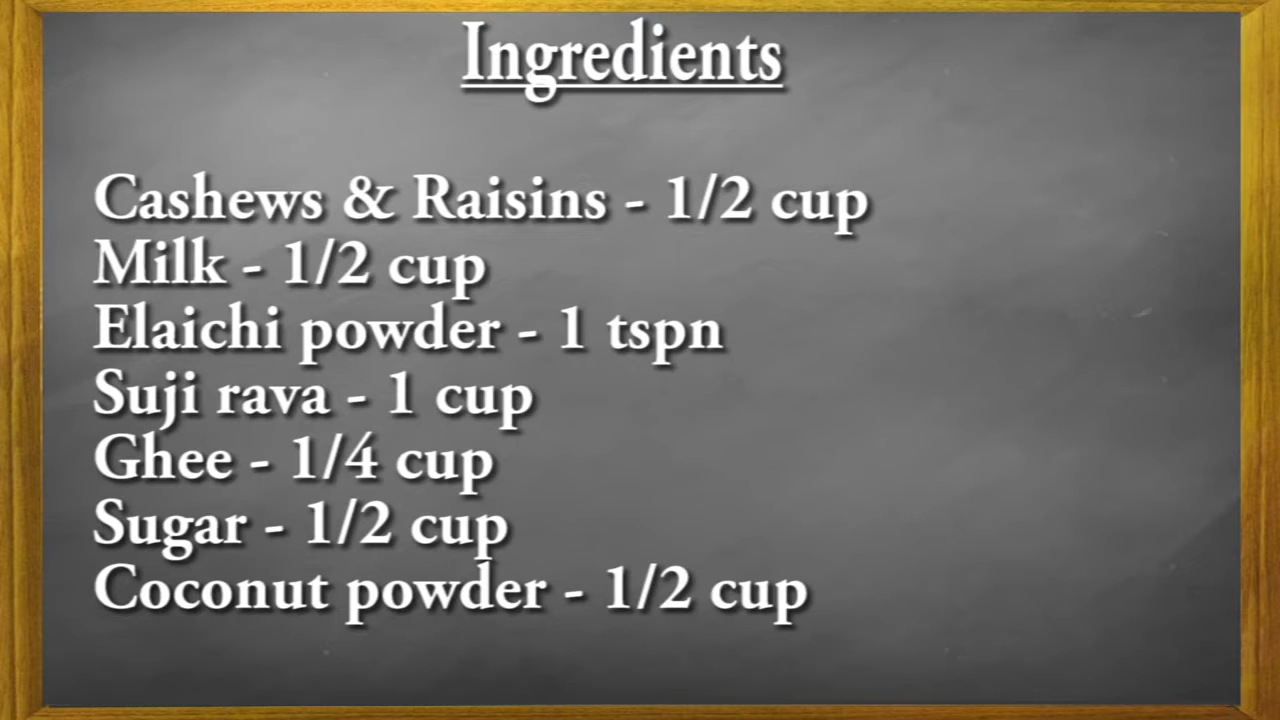 Ingredients
Cashews & Raisins - 1/2 cup
Milk - 1/2 cup
Elaichi powder - 1 tspn
Suji rava - 1 cup
Ghee - 1/4 cup
Sugar - 1/2 cup
Coconut powder - 1/2 cup